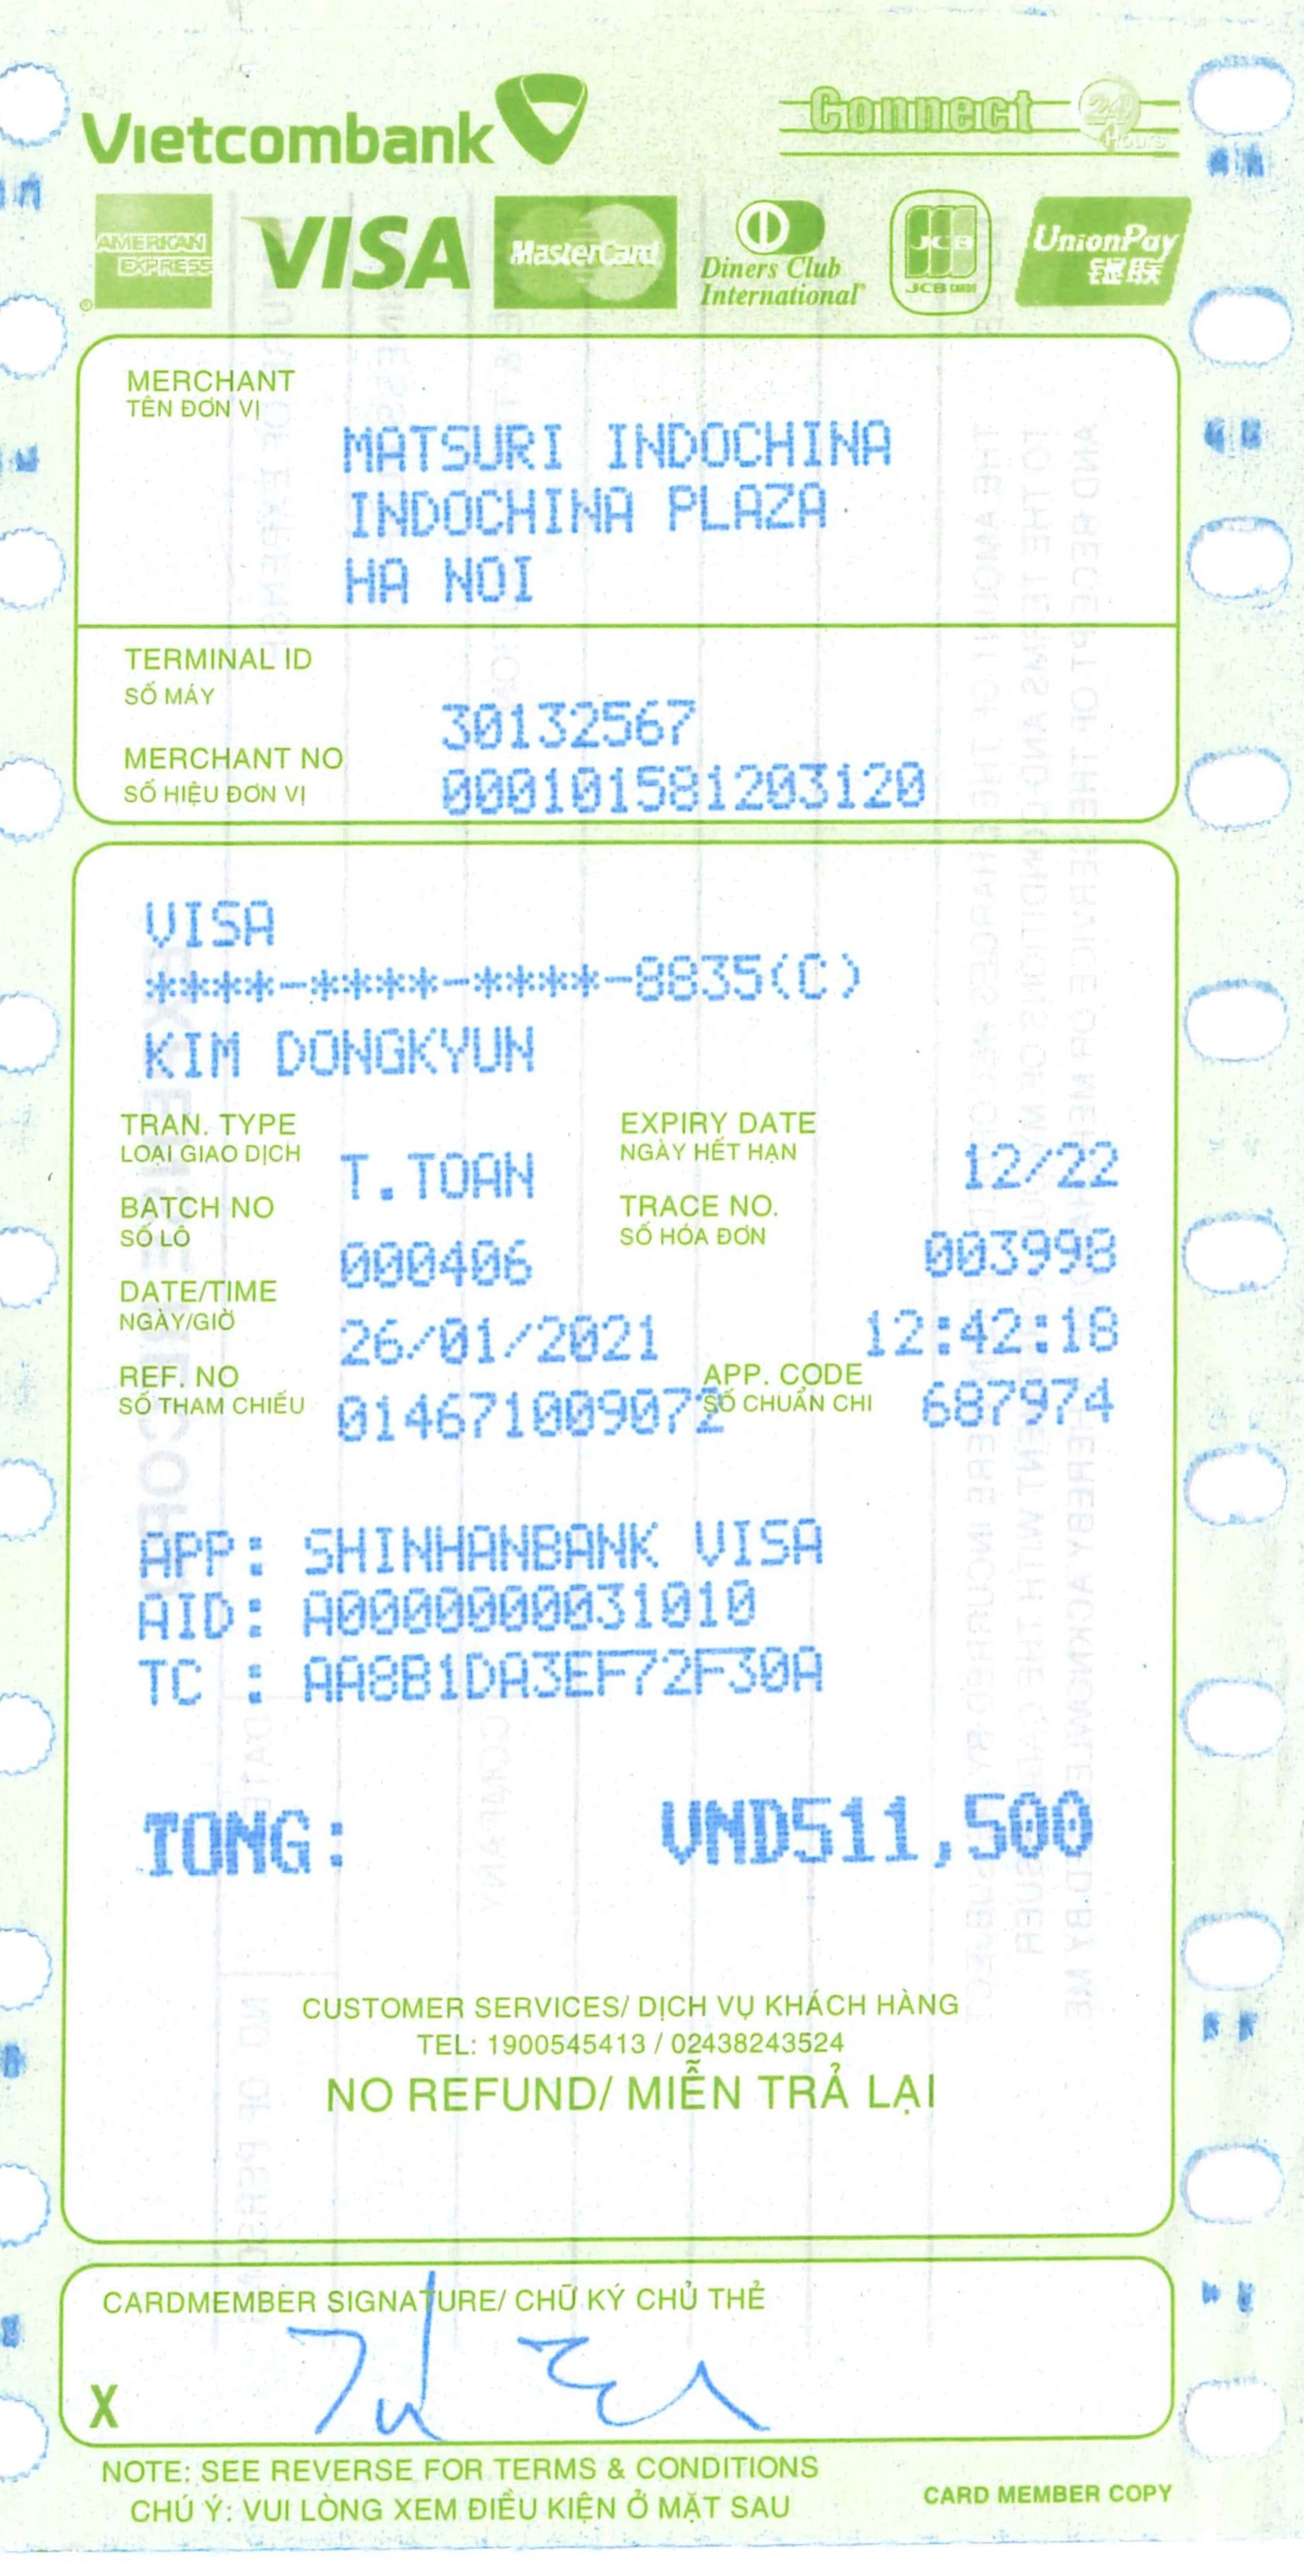 Vietcombank
Connect 24 Hours
AMERICAN EXPRESS
VISA
MasterCard
Diners Club International
JCB
JCB CARDS
UnionPay 银联
MERCHANT
TÊN ĐƠN VỊ
MATSURI INDOCHINA
INDOCHINA PLAZA
HA NOI
TERMINAL ID
SỐ MÁY
30132567
MERCHANT NO
SỐ HIỆU ĐƠN VỊ
000101581203120
VISA
****-****-****-8835(C)
KIM DONGKYUN
TRAN. TYPE
LOẠI GIAO DỊCH
T.TOAN
EXPIRY DATE
NGÀY HẾT HẠN
12/22
BATCH NO
SỐ LÔ
000406
TRACE NO.
SỐ HÓA ĐƠN
003998
DATE/TIME
NGÀY/GIỜ
26/01/2021
12:42:18
REF. NO
SỐ THAM CHIẾU
014671009072
APP. CODE
SỐ CHUẨN CHI
687974
APP: SHINHANBANK VISA
AID: A0000000031010
TC : AA8B1DA3EF72F30A
TONG: VND511,500
CUSTOMER SERVICES/ DỊCH VỤ KHÁCH HÀNG
TEL: 1900545413 / 02438243524
NO REFUND/ MIỄN TRẢ LẠI
CARDMEMBER SIGNATURE/ CHỮ KÝ CHỦ THẺ
X
NOTE: SEE REVERSE FOR TERMS & CONDITIONS
CHÚ Ý: VUI LÒNG XEM ĐIỀU KIỆN Ở MẶT SAU
CARD MEMBER COPY